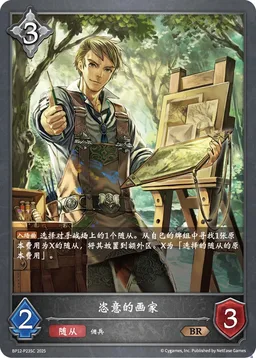 3
入场曲 选择对手战场上的1个随从。从自己的牌组中寻找1张原
本费用为X的随从，将其放置到额外区。X为「选择的随从的原
本费用」。
恣意的画家
2
随从 佣兵 BR
3
BP12-P23SC 2025
© Cygames, Inc. Published by NetEase Games